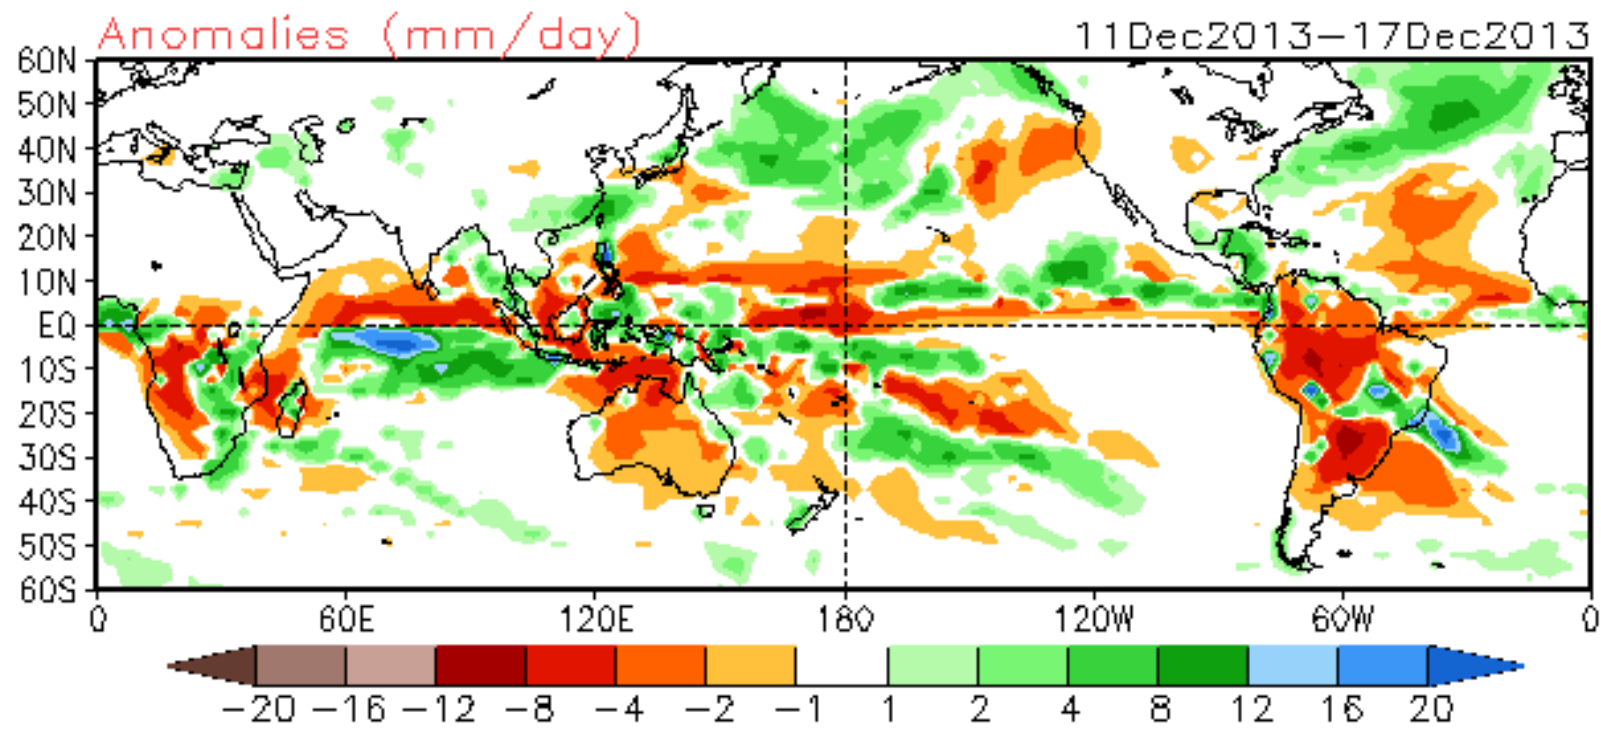 Anomalies (mm/day) 11Dec2013-17Dec2013
60N
50N
40N
30N
20N
10N
EQ
10S
20S
30S
40S
50S
60S
0 60E 120E 180 120W 60W 0
-20 -16 -12 -8 -4 -2 -1 1 2 4 8 12 16 20